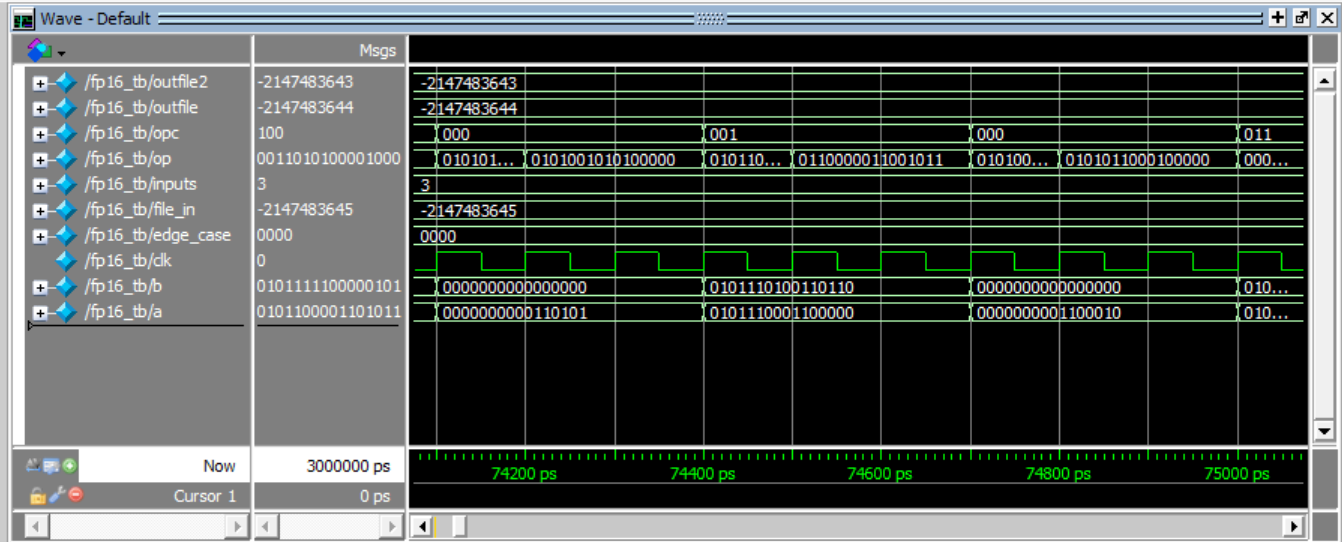 Wave - Default
Msgs
/fp16_tb/outfile2 -2147483643 -2147483643
/fp16_tb/outfile -2147483644 -2147483644
/fp16_tb/opc 100 000 001 000 011
/fp16_tb/op 0011010100001000 010101... 0101001010100000 010110... 0110000011001011 010100... 0101011000100000 000...
/fp16_tb/inputs 3 3
/fp16_tb/file_in -2147483645 -2147483645
/fp16_tb/edge_case 0000 0000
/fp16_tb/clk 0
/fp16_tb/b 0101111100000101 0000000000000000 0101110100110110 0000000000000000 010...
/fp16_tb/a 0101100001101011 0000000000110101 0101110001100000 0000000001100010 010...
Now 3000000 ps 74200 ps 74400 ps 74600 ps 74800 ps 75000 ps
Cursor 1 0 ps